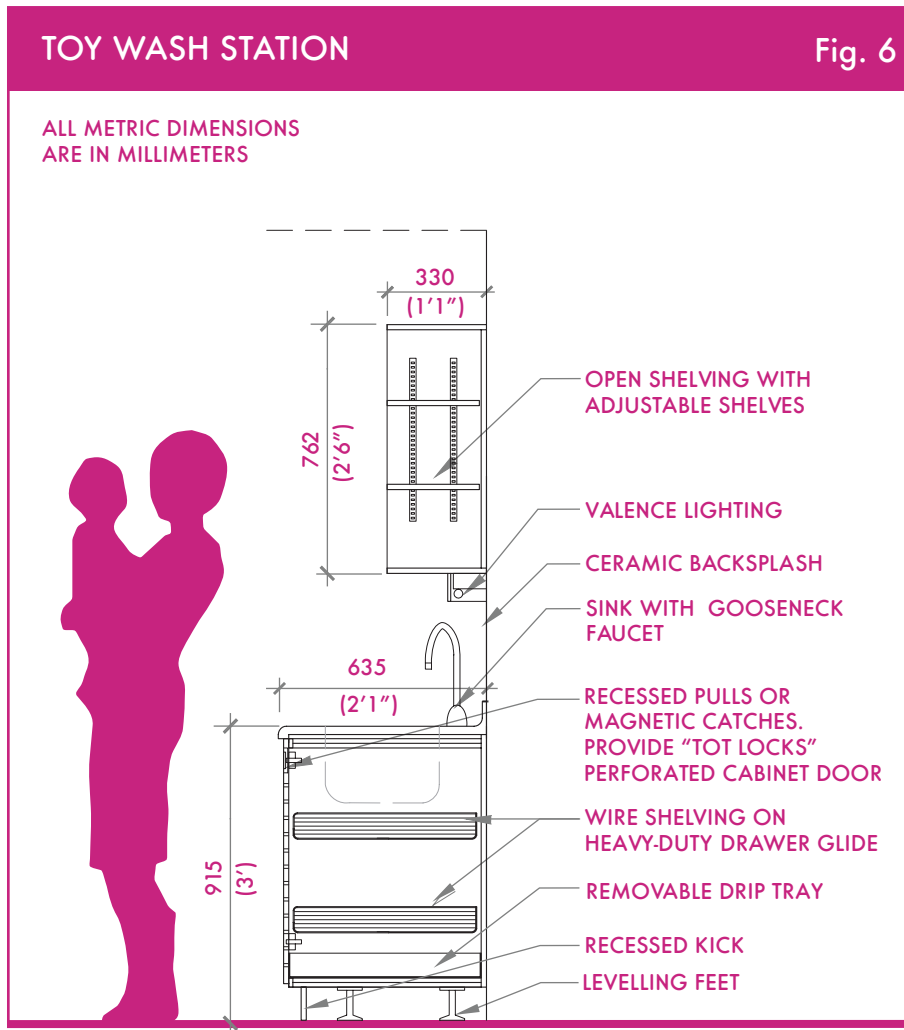 TOY WASH STATION
Fig. 6
ALL METRIC DIMENSIONS
ARE IN MILLIMETERS
330
(1'1")
762
(2'6")
OPEN SHELVING WITH
ADJUSTABLE SHELVES
VALENCE LIGHTING
CERAMIC BACKSPLASH
SINK WITH GOOSENECK
FAUCET
635
(2'1")
RECESSED PULLS OR
MAGNETIC CATCHES.
PROVIDE “TOT LOCKS”
PERFORATED CABINET DOOR
WIRE SHELVING ON
HEAVY-DUTY DRAWER GLIDE
915
(3')
REMOVABLE DRIP TRAY
RECESSED KICK
LEVELLING FEET